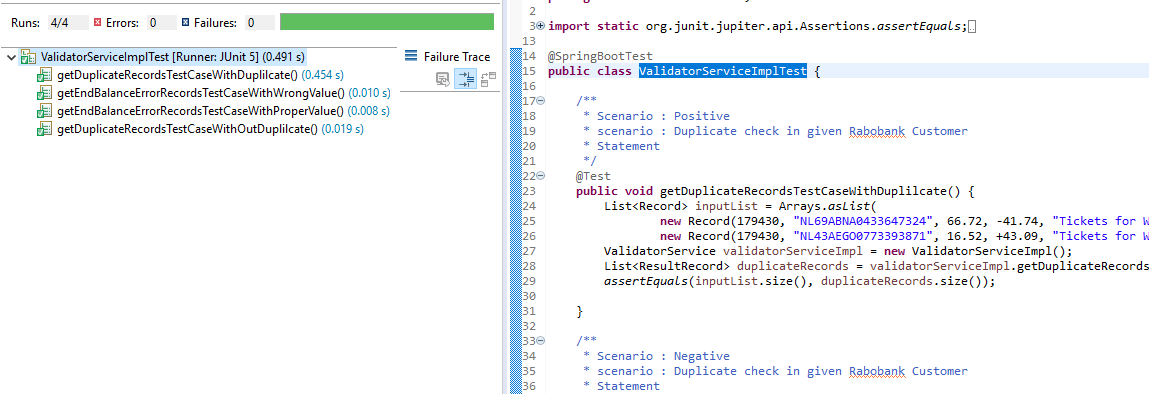 Runs: 4/4 Errors: 0 Failures: 0
ValidatorServiceImplTest [Runner: JUnit 5] (0.491 s)
getDuplicateRecordsTestCaseWithDuplilcate() (0.454 s)
getEndBalanceErrorRecordsTestCaseWithWrongValue() (0.010 s)
getEndBalanceErrorRecordsTestCaseWithProperValue() (0.008 s)
getDuplicateRecordsTestCaseWithOutDuplilcate() (0.019 s)
Failure Trace
2
3 import static org.junit.jupiter.api.Assertions.assertEquals;
13
14 @SpringBootTest
15 public class ValidatorServiceImplTest {
16
17 /**
18 * Scenario : Positive
19 * scenario : Duplicate check in given Rabobank Customer
20 * Statement
21 */
22 @Test
23 public void getDuplicateRecordsTestCaseWithDuplilcate() {
24 List<Record> inputList = Arrays.asList(
25 new Record(179430, "NL69ABNA0433647324", 66.72, -41.74, "Tickets for W
26 new Record(179430, "NL43AEGO0773393871", 16.52, +43.09, "Tickets for W
27 ValidatorService validatorServiceImpl = new ValidatorServiceImpl();
28 List<ResultRecord> duplicateRecords = validatorServiceImpl.getDuplicateRecords
29 assertEquals(inputList.size(), duplicateRecords.size());
30
31 }
32
33 /**
34 * Scenario : Negative
35 * scenario : Duplicate check in given Rabobank Customer
36 * Statement